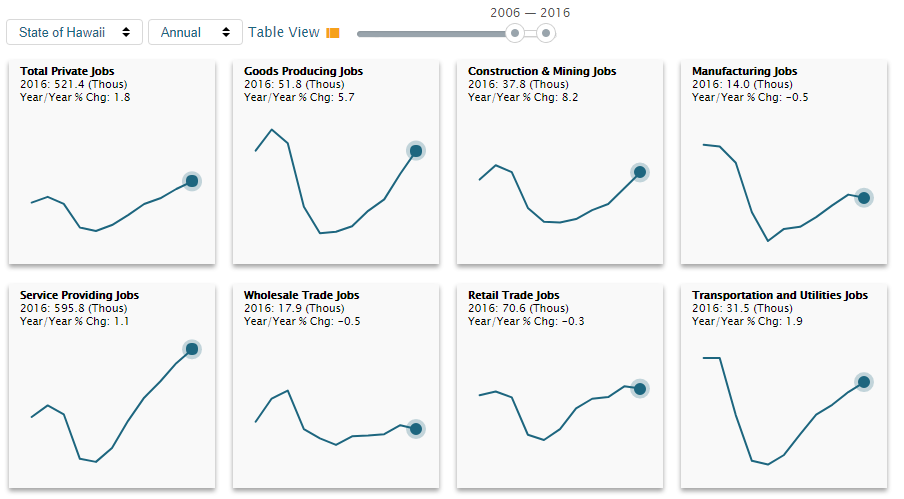 2006 — 2016
State of Hawaii
Annual
Table View
Total Private Jobs
2016: 521.4 (Thous)
Year/Year % Chg: 1.8
Goods Producing Jobs
2016: 51.8 (Thous)
Year/Year % Chg: 5.7
Construction & Mining Jobs
2016: 37.8 (Thous)
Year/Year % Chg: 8.2
Manufacturing Jobs
2016: 14.0 (Thous)
Year/Year % Chg: −0.5
Service Providing Jobs
2016: 595.8 (Thous)
Year/Year % Chg: 1.1
Wholesale Trade Jobs
2016: 17.9 (Thous)
Year/Year % Chg: −0.5
Retail Trade Jobs
2016: 70.6 (Thous)
Year/Year % Chg: −0.3
Transportation and Utilities Jobs
2016: 31.5 (Thous)
Year/Year % Chg: 1.9